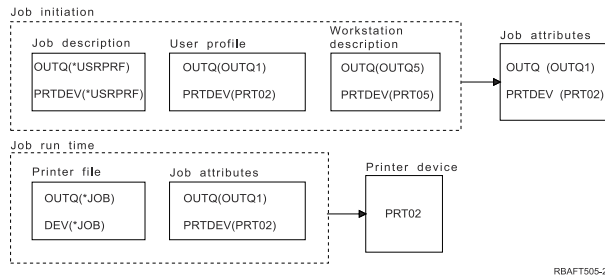 Job initiation
Job description
OUTQ(*USRPRF)
PRTDEV(*USRPRF)
User profile
OUTQ(OUTQ1)
PRTDEV(PRT02)
Workstation
description
OUTQ(OUTQ5)
PRTDEV(PRT05)
Job attributes
OUTQ (OUTQ1)
PRTDEV (PRT02)
Job run time
Printer file
OUTQ(*JOB)
DEV(*JOB)
Job attributes
OUTQ(OUTQ1)
PRTDEV(PRT02)
Printer device
PRT02
RBAFT505-2